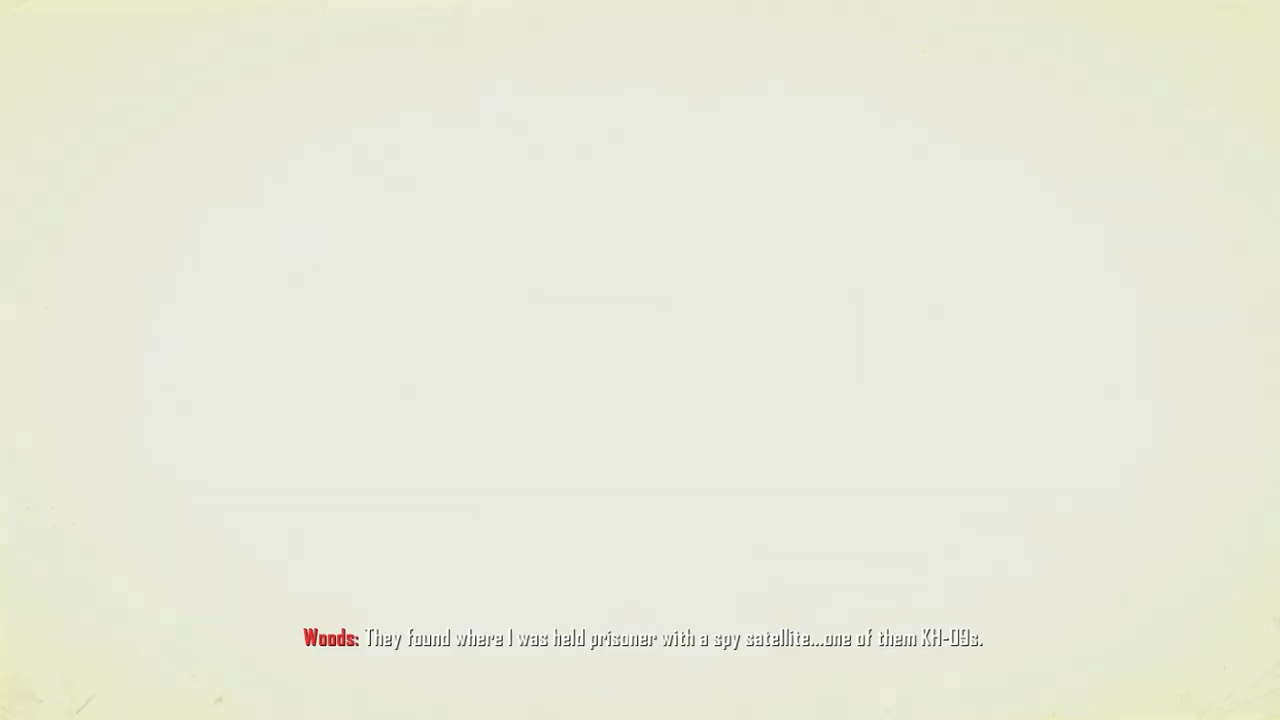 Woods: They found where I was held prisoner with a spy satellite...one of them KH-09s.